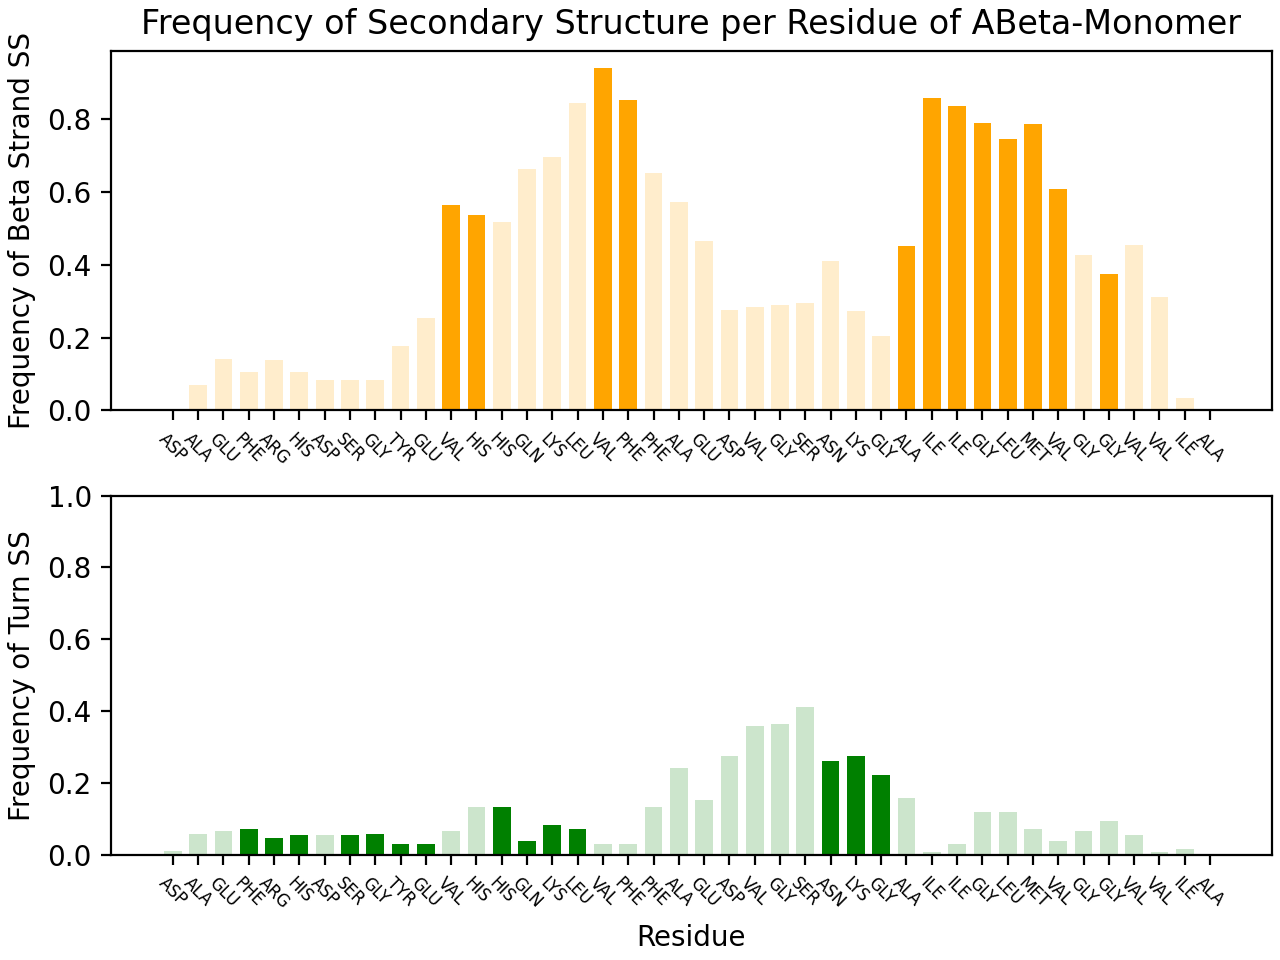 Frequency of Secondary Structure per Residue of ABeta-Monomer
Frequency of Beta Strand SS
0.8
0.6
0.4
0.2
0.0
ASP ALA GLU PHE ARG HIS ASP SER GLY TYR GLU VAL HIS HIS GLN LYS LEU VAL PHE PHE ALA GLU ASP VAL GLY SER ASN LYS GLY ALA ILE ILE GLY LEU MET VAL GLY GLY VAL VAL ILE ALA
Frequency of Turn SS
1.0
0.8
0.6
0.4
0.2
0.0
ASP ALA GLU PHE ARG HIS ASP SER GLY TYR GLU VAL HIS HIS GLN LYS LEU VAL PHE PHE ALA GLU ASP VAL GLY SER ASN LYS GLY ALA ILE ILE GLY LEU MET VAL GLY GLY VAL VAL ILE ALA
Residue